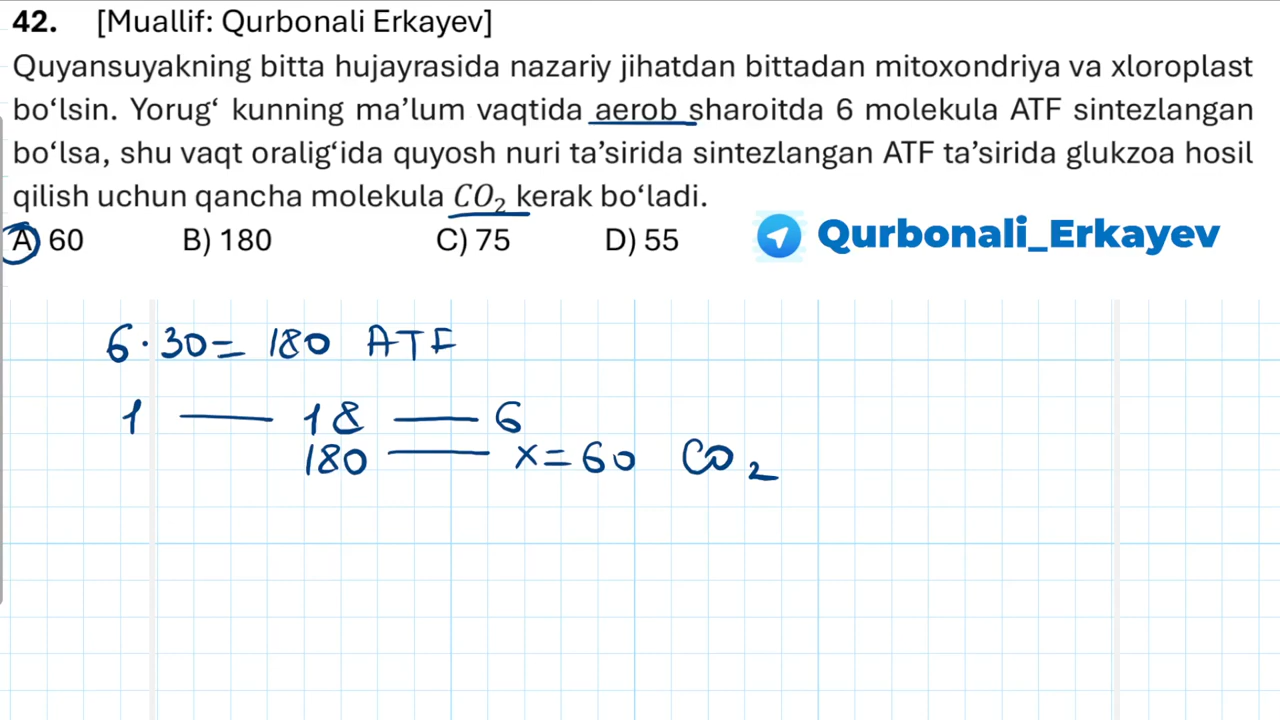 42. [Muallif: Qurbonali Erkayev]
Quyansuyakning bitta hujayrasida nazariy jihatdan bittadan mitoxondriya va xloroplast
bo‘lsin. Yorug‘ kunning ma’lum vaqtida aerob sharoitda 6 molekula ATF sintezlangan
bo‘lsa, shu vaqt oralig‘ida quyosh nuri ta’sirida sintezlangan ATF ta’sirida glukzoa hosil
qilish uchun qancha molekula CO₂ kerak bo‘ladi.
A) 60 B) 180 C) 75 D) 55
Qurbonali_Erkayev
6 · 30 = 180 ATF
1 — 18 — 6
180 — x = 60 CO₂